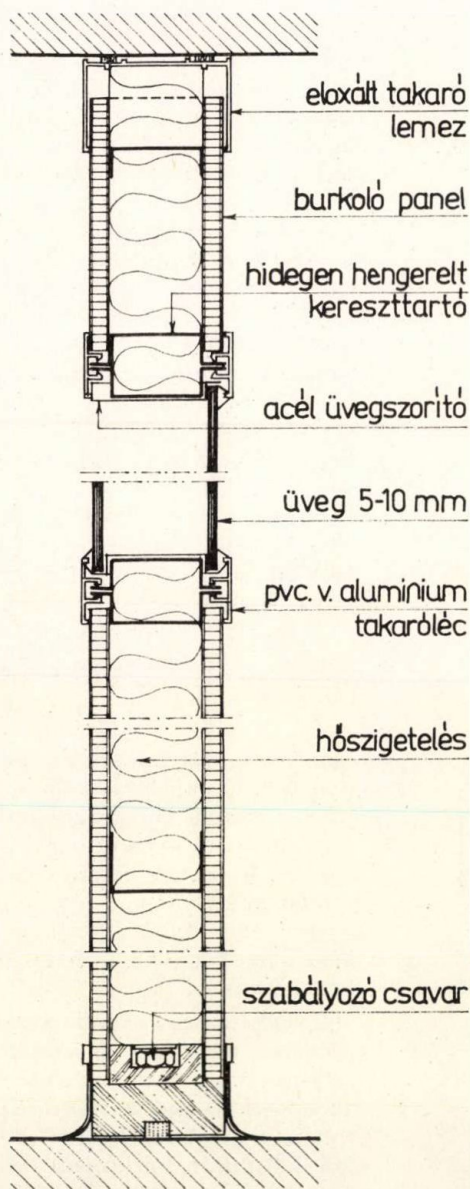 eloxált takaró
lemez
burkoló panel
hidegen hengerelt
kereszttartó
acél üvegszorító
üveg 5-10 mm
pvc. v. aluminium
takaróléc
hőszigetelés
szabályozó csavar